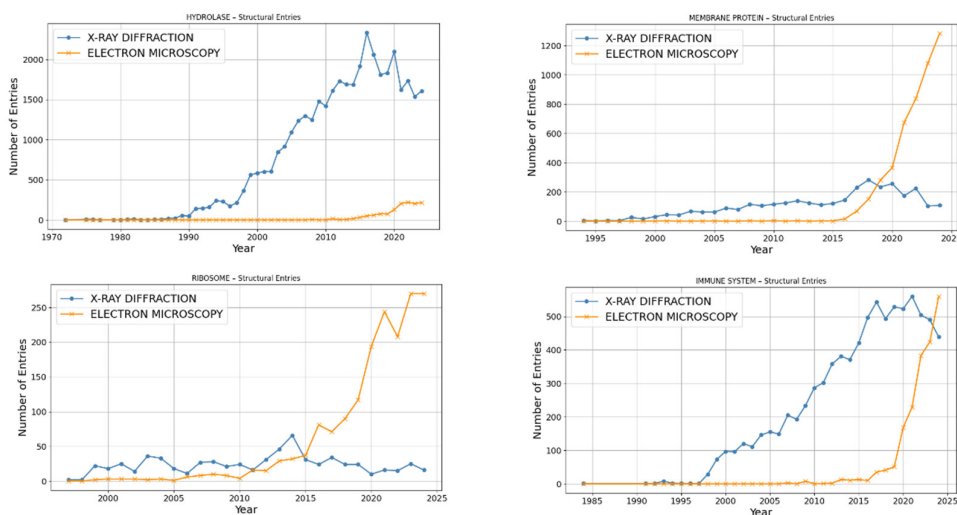 HYDROLASE – Structural Entries
X-RAY DIFFRACTION
ELECTRON MICROSCOPY
Number of Entries
2000
1500
1000
500
0
1970
1980
1990
2000
2010
2020
Year
MEMBRANE PROTEIN – Structural Entries
X-RAY DIFFRACTION
ELECTRON MICROSCOPY
Number of Entries
1200
1000
800
600
400
200
0
1995
2000
2005
2010
2015
2020
202
Year
RIBOSOME – Structural Entries
X-RAY DIFFRACTION
ELECTRON MICROSCOPY
Number of Entries
250
200
150
100
50
0
2000
2005
2010
2015
2020
2025
Year
IMMUNE SYSTEM – Structural Entries
X-RAY DIFFRACTION
ELECTRON MICROSCOPY
Number of Entries
500
400
300
200
100
0
1985
1990
1995
2000
2005
2010
2015
2020
2025
Year